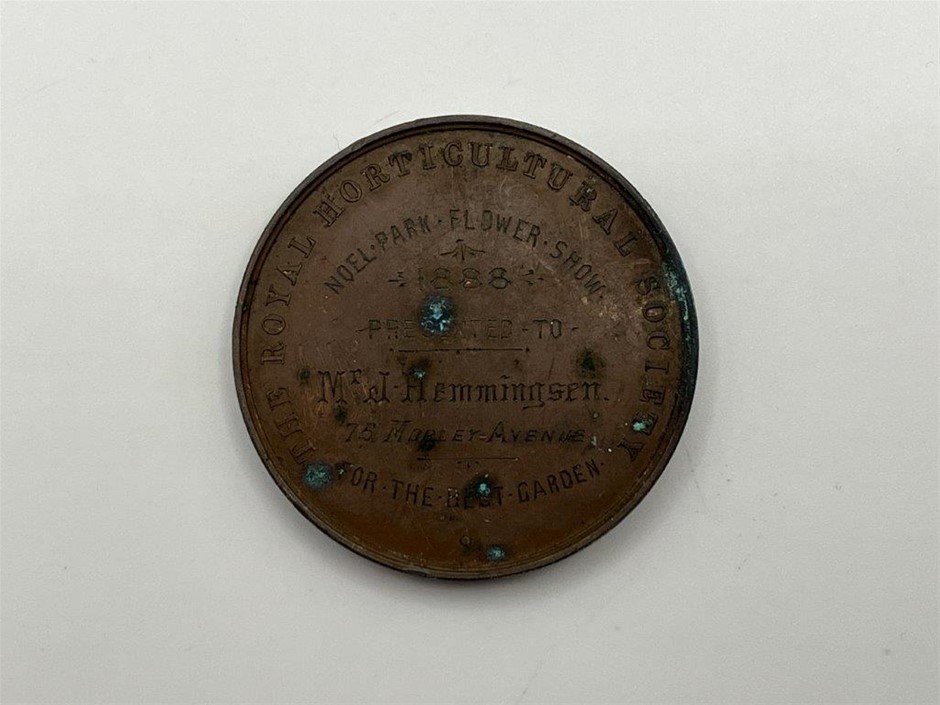 THE ROYAL HORTICULTURAL SOCIETY
NOEL·PARK·FLOWER·SHOW·
1888
PRESENTED·TO
Mr J·Hemmingsen.
75 MORLEY-AVENUE
FOR·THE·BEST·GARDEN·